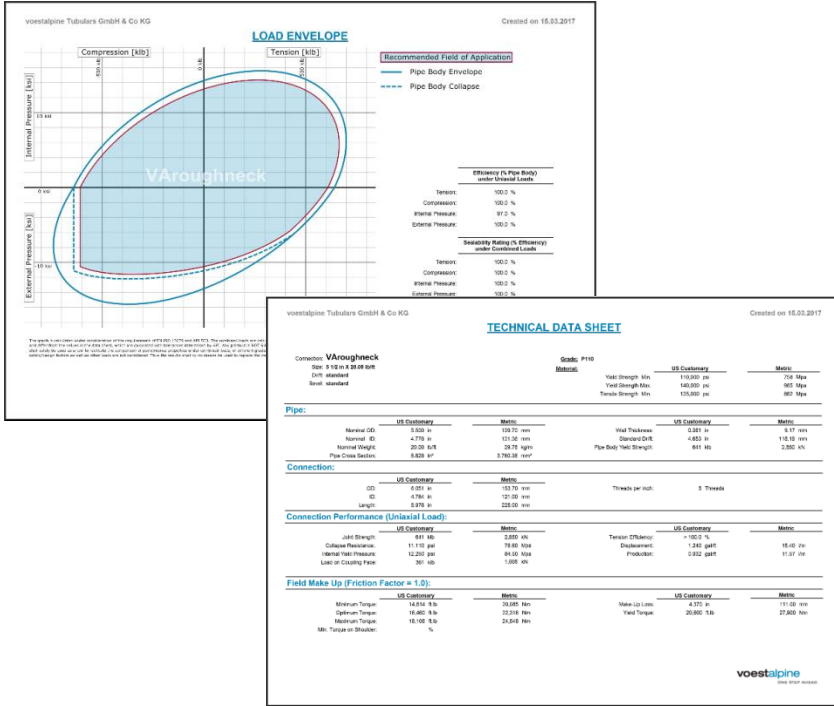 voestalpine Tubulars GmbH & Co KG
Created on 15.03.2017
LOAD ENVELOPE
Compression [klb]
Tension [klb]
0 klb
Internal Pressure [ksi]
0 ksi
-10 ksi
External Pressure [ksi]
VAroughneck
Recommended Field of Application
Pipe Body Envelope
Pipe Body Collapse
Efficiency (% Pipe Body)
under Uniaxial Loads
Tension: 100.0 %
Compression: 100.0 %
Internal Pressure: 97.0 %
External Pressure: 100.0 %
Sealability Rating (% Efficiency)
under Combined Loads
Tension: 100.0 %
Compression: 100.0 %
Internal Pressure: 100.0 %
External Pressure: 100.0 %
voestalpine Tubulars GmbH & Co KG
Created on 15.03.2017
TECHNICAL DATA SHEET
Connection: VAroughneck
Size: 5 1/2 in X 20.00 lb/ft
Drift: standard
Bevel: standard
Grade: P110
Material:
US Customary Metric
Yield Strength Min. 110,000 psi 758 Mpa
Yield Strength Max. 140,000 psi 965 Mpa
Tensile Strength Min. 125,000 psi 862 Mpa
Pipe:
US Customary Metric US Customary Metric
Nominal OD: 5.500 in 139.70 mm Wall Thickness: 0.361 in 9.17 mm
Nominal ID: 4.778 in 121.36 mm Standard Drift: 4.653 in 118.19 mm
Nominal Weight: 20.00 lb/ft 29.76 kg/m Pipe Body Yield Strength: 641 klb 2,850 kN
Pipe Cross Section: 5.828 in² 3,760.38 mm²
Connection:
US Customary Metric
OD: 6.051 in 153.70 mm Threads per Inch: 5 Threads
ID: 4.764 in 121.00 mm
Length: 8.976 in 228.00 mm
Connection Performance (Uniaxial Load):
US Customary Metric US Customary Metric
Joint Strength: 641 klb 2,850 kN Tension Efficiency: = 100.0 %
Collapse Resistance: 11,110 psi 76.60 Mpa Displacement: 1.240 gal/ft 15.40 l/m
Internal Yield Pressure: 12,250 psi 84.50 Mpa Production: 0.932 gal/ft 11.57 l/m
Load on Coupling Face: 361 klb 1,605 kN
Field Make Up (Friction Factor = 1.0):
US Customary Metric US Customary Metric
Minimum Torque: 14,814 ft.lb 20,085 Nm Make-Up Loss: 4.370 in 111.00 mm
Optimum Torque: 16,460 ft.lb 22,316 Nm Yield Torque: 20,600 ft.lb 27,930 Nm
Maximum Torque: 18,106 ft.lb 24,548 Nm
Min. Torque on Shoulder: %
voestalpine
ONE STEP AHEAD.